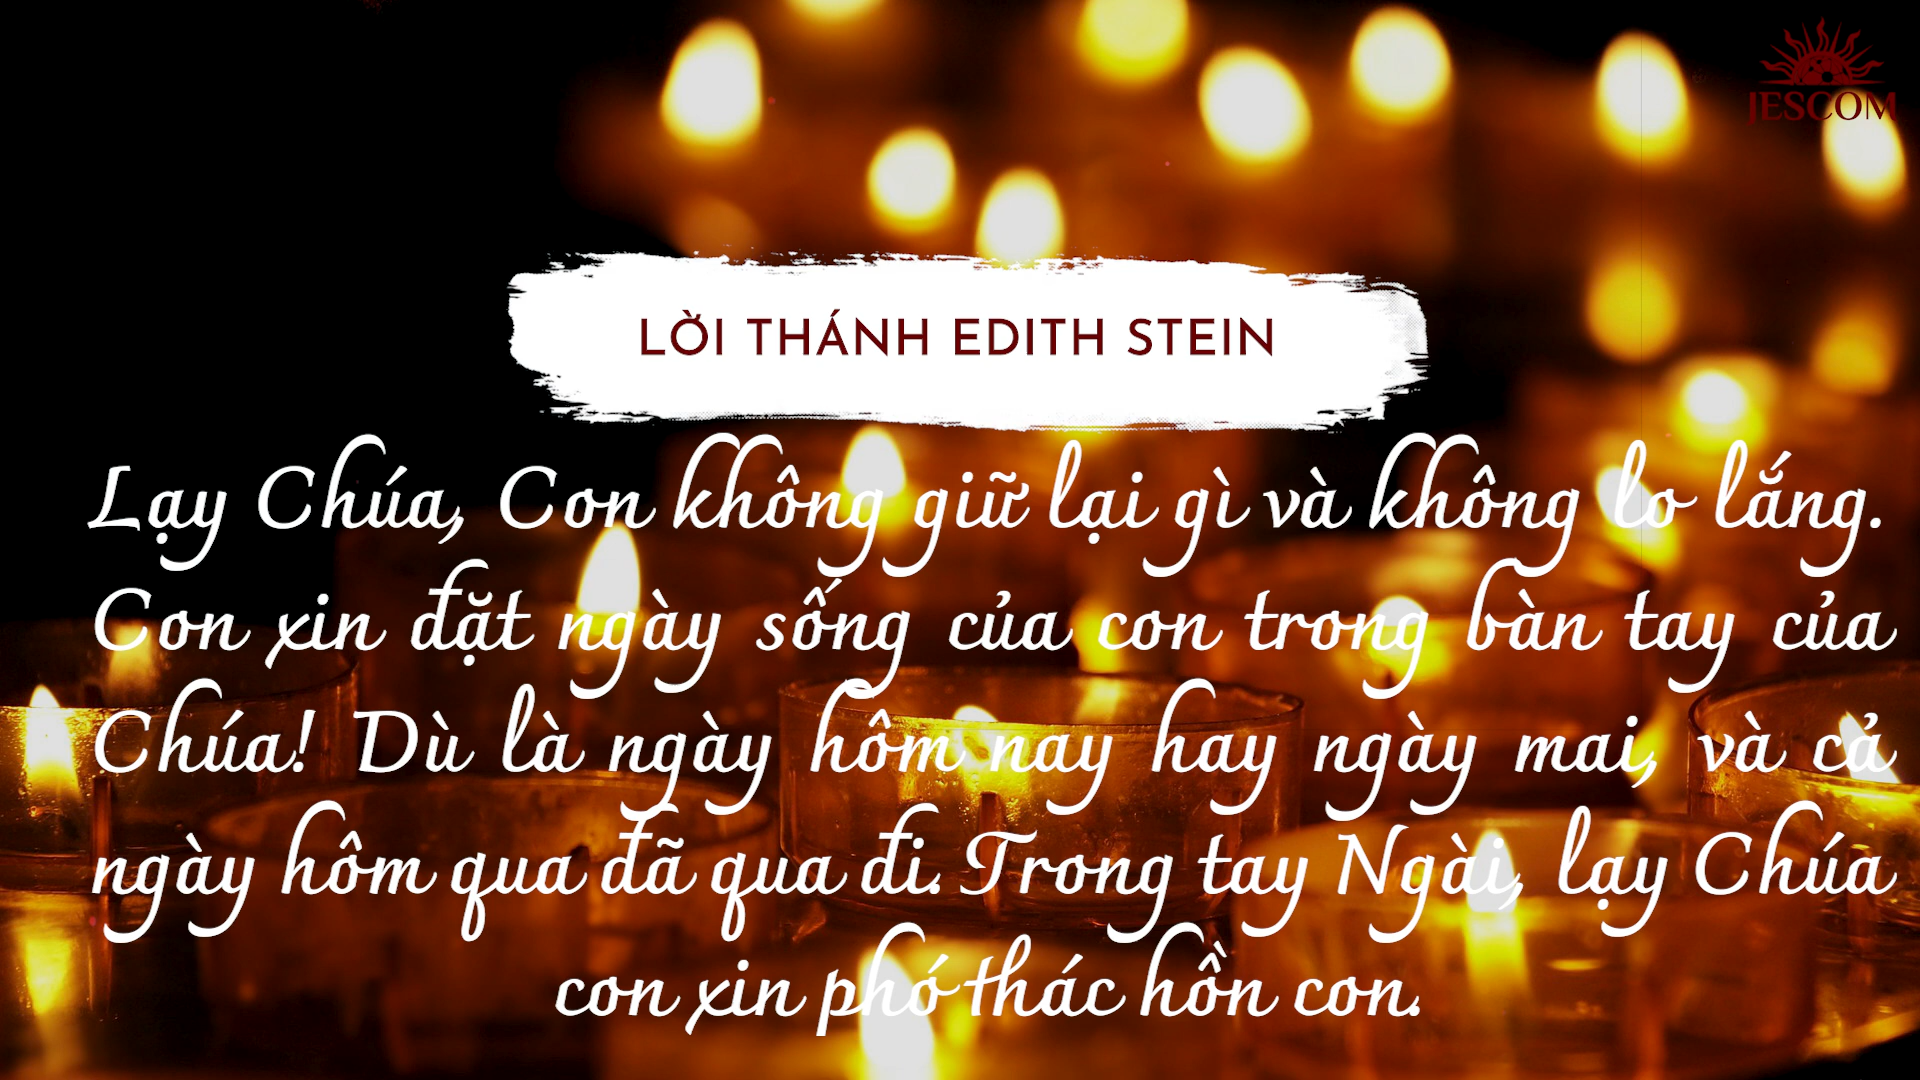 JESCOM
LỜI THÁNH EDITH STEIN
Lạy Chúa, Con không giữ lại gì và không lo lắng.
Con xin đặt ngày sống của con trong bàn tay của
Chúa! Dù là ngày hôm nay hay ngày mai, và cả
ngày hôm qua đã qua đi. Trong tay Ngài, lạy Chúa
con xin phó thác hồn con.